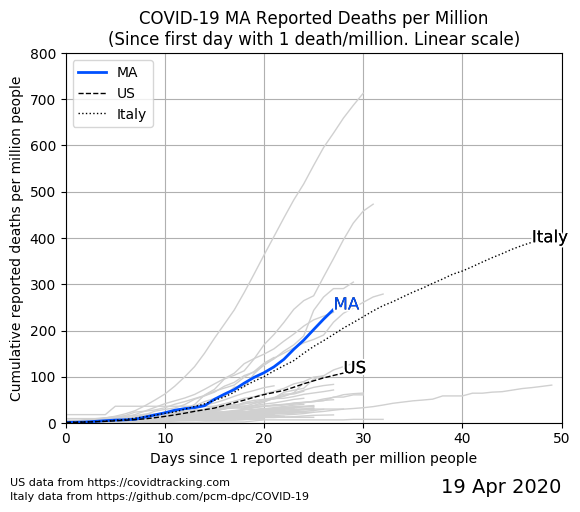 COVID-19 MA Reported Deaths per Million
(Since first day with 1 death/million. Linear scale)
800
700
600
500
400
300
200
100
0
Cumulative reported deaths per million people
MA
US
Italy
Italy
MA
US
0 10 20 30 40 50
Days since 1 reported death per million people
US data from https://covidtracking.com
Italy data from https://github.com/pcm-dpc/COVID-19
19 Apr 2020